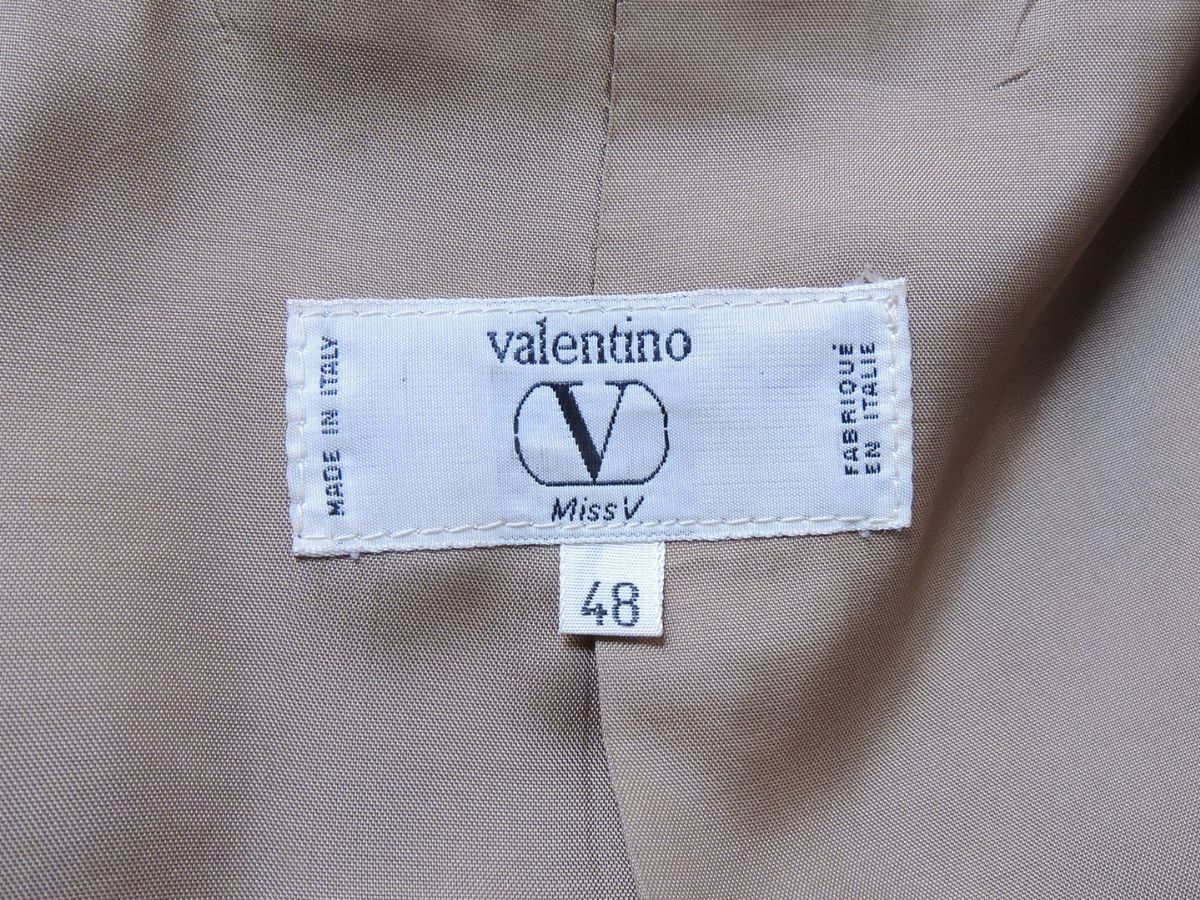 MADE IN ITALY
valentino
V
Miss V
FABRIQUÉ
EN ITALIE
48